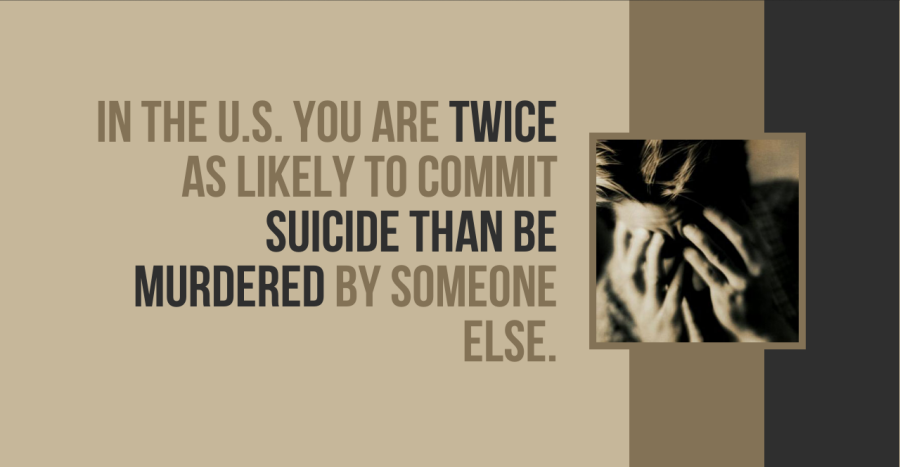 IN THE U.S. YOU ARE TWICE
AS LIKELY TO COMMIT
SUICIDE THAN BE
MURDERED BY SOMEONE
ELSE.